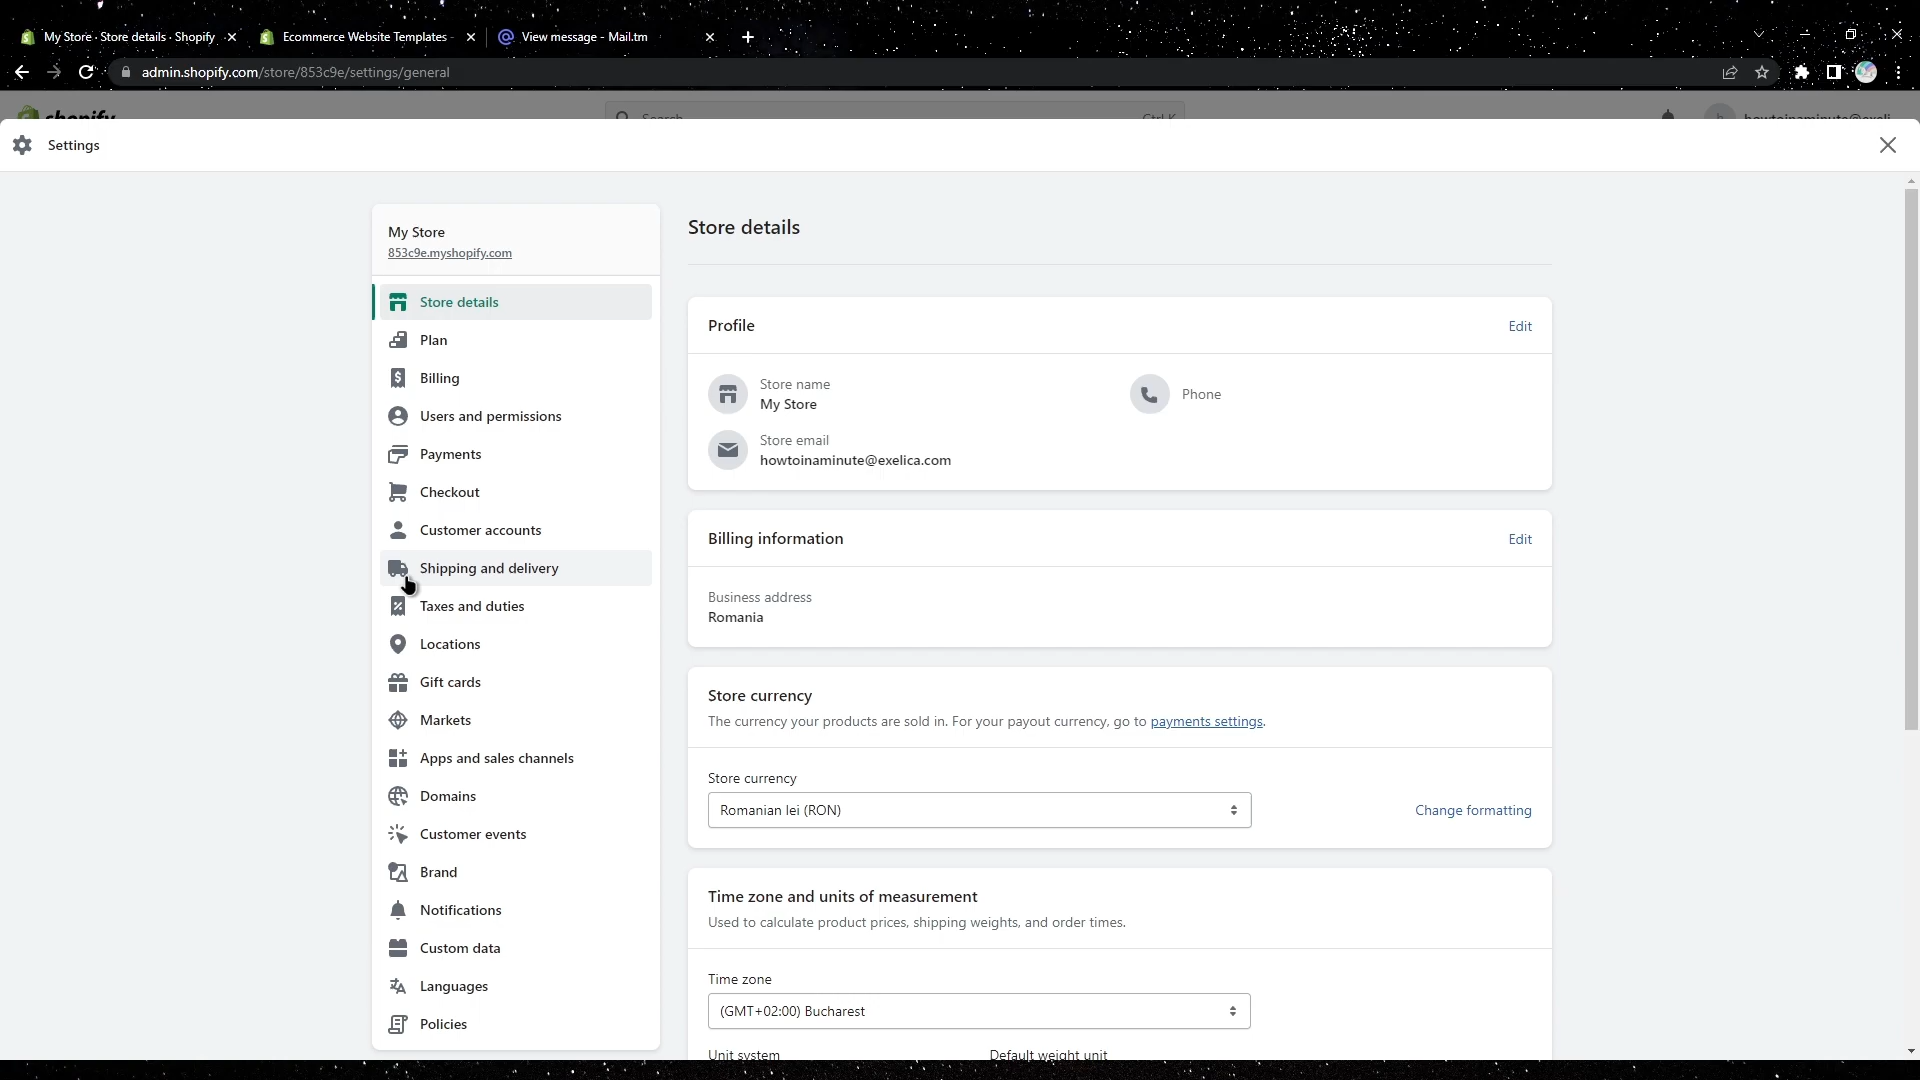 My Store · Store details · Shopify
Ecommerce Website Templates -
View message - Mail.tm
admin.shopify.com/store/853c9e/settings/general
shopify
Search
Ctrl K
Settings
My Store
853c9e.myshopify.com
Store details
Plan
Billing
Users and permissions
Payments
Checkout
Customer accounts
Shipping and delivery
Taxes and duties
Locations
Gift cards
Markets
Apps and sales channels
Domains
Customer events
Brand
Notifications
Custom data
Languages
Policies
Store details
Profile
Edit
Store name
My Store
Phone
Store email
howtoinaminute@exelica.com
Billing information
Edit
Business address
Romania
Store currency
The currency your products are sold in. For your payout currency, go to payments settings.
Store currency
Romanian lei (RON)
Change formatting
Time zone and units of measurement
Used to calculate product prices, shipping weights, and order times.
Time zone
(GMT+02:00) Bucharest
Unit system
Default weight unit